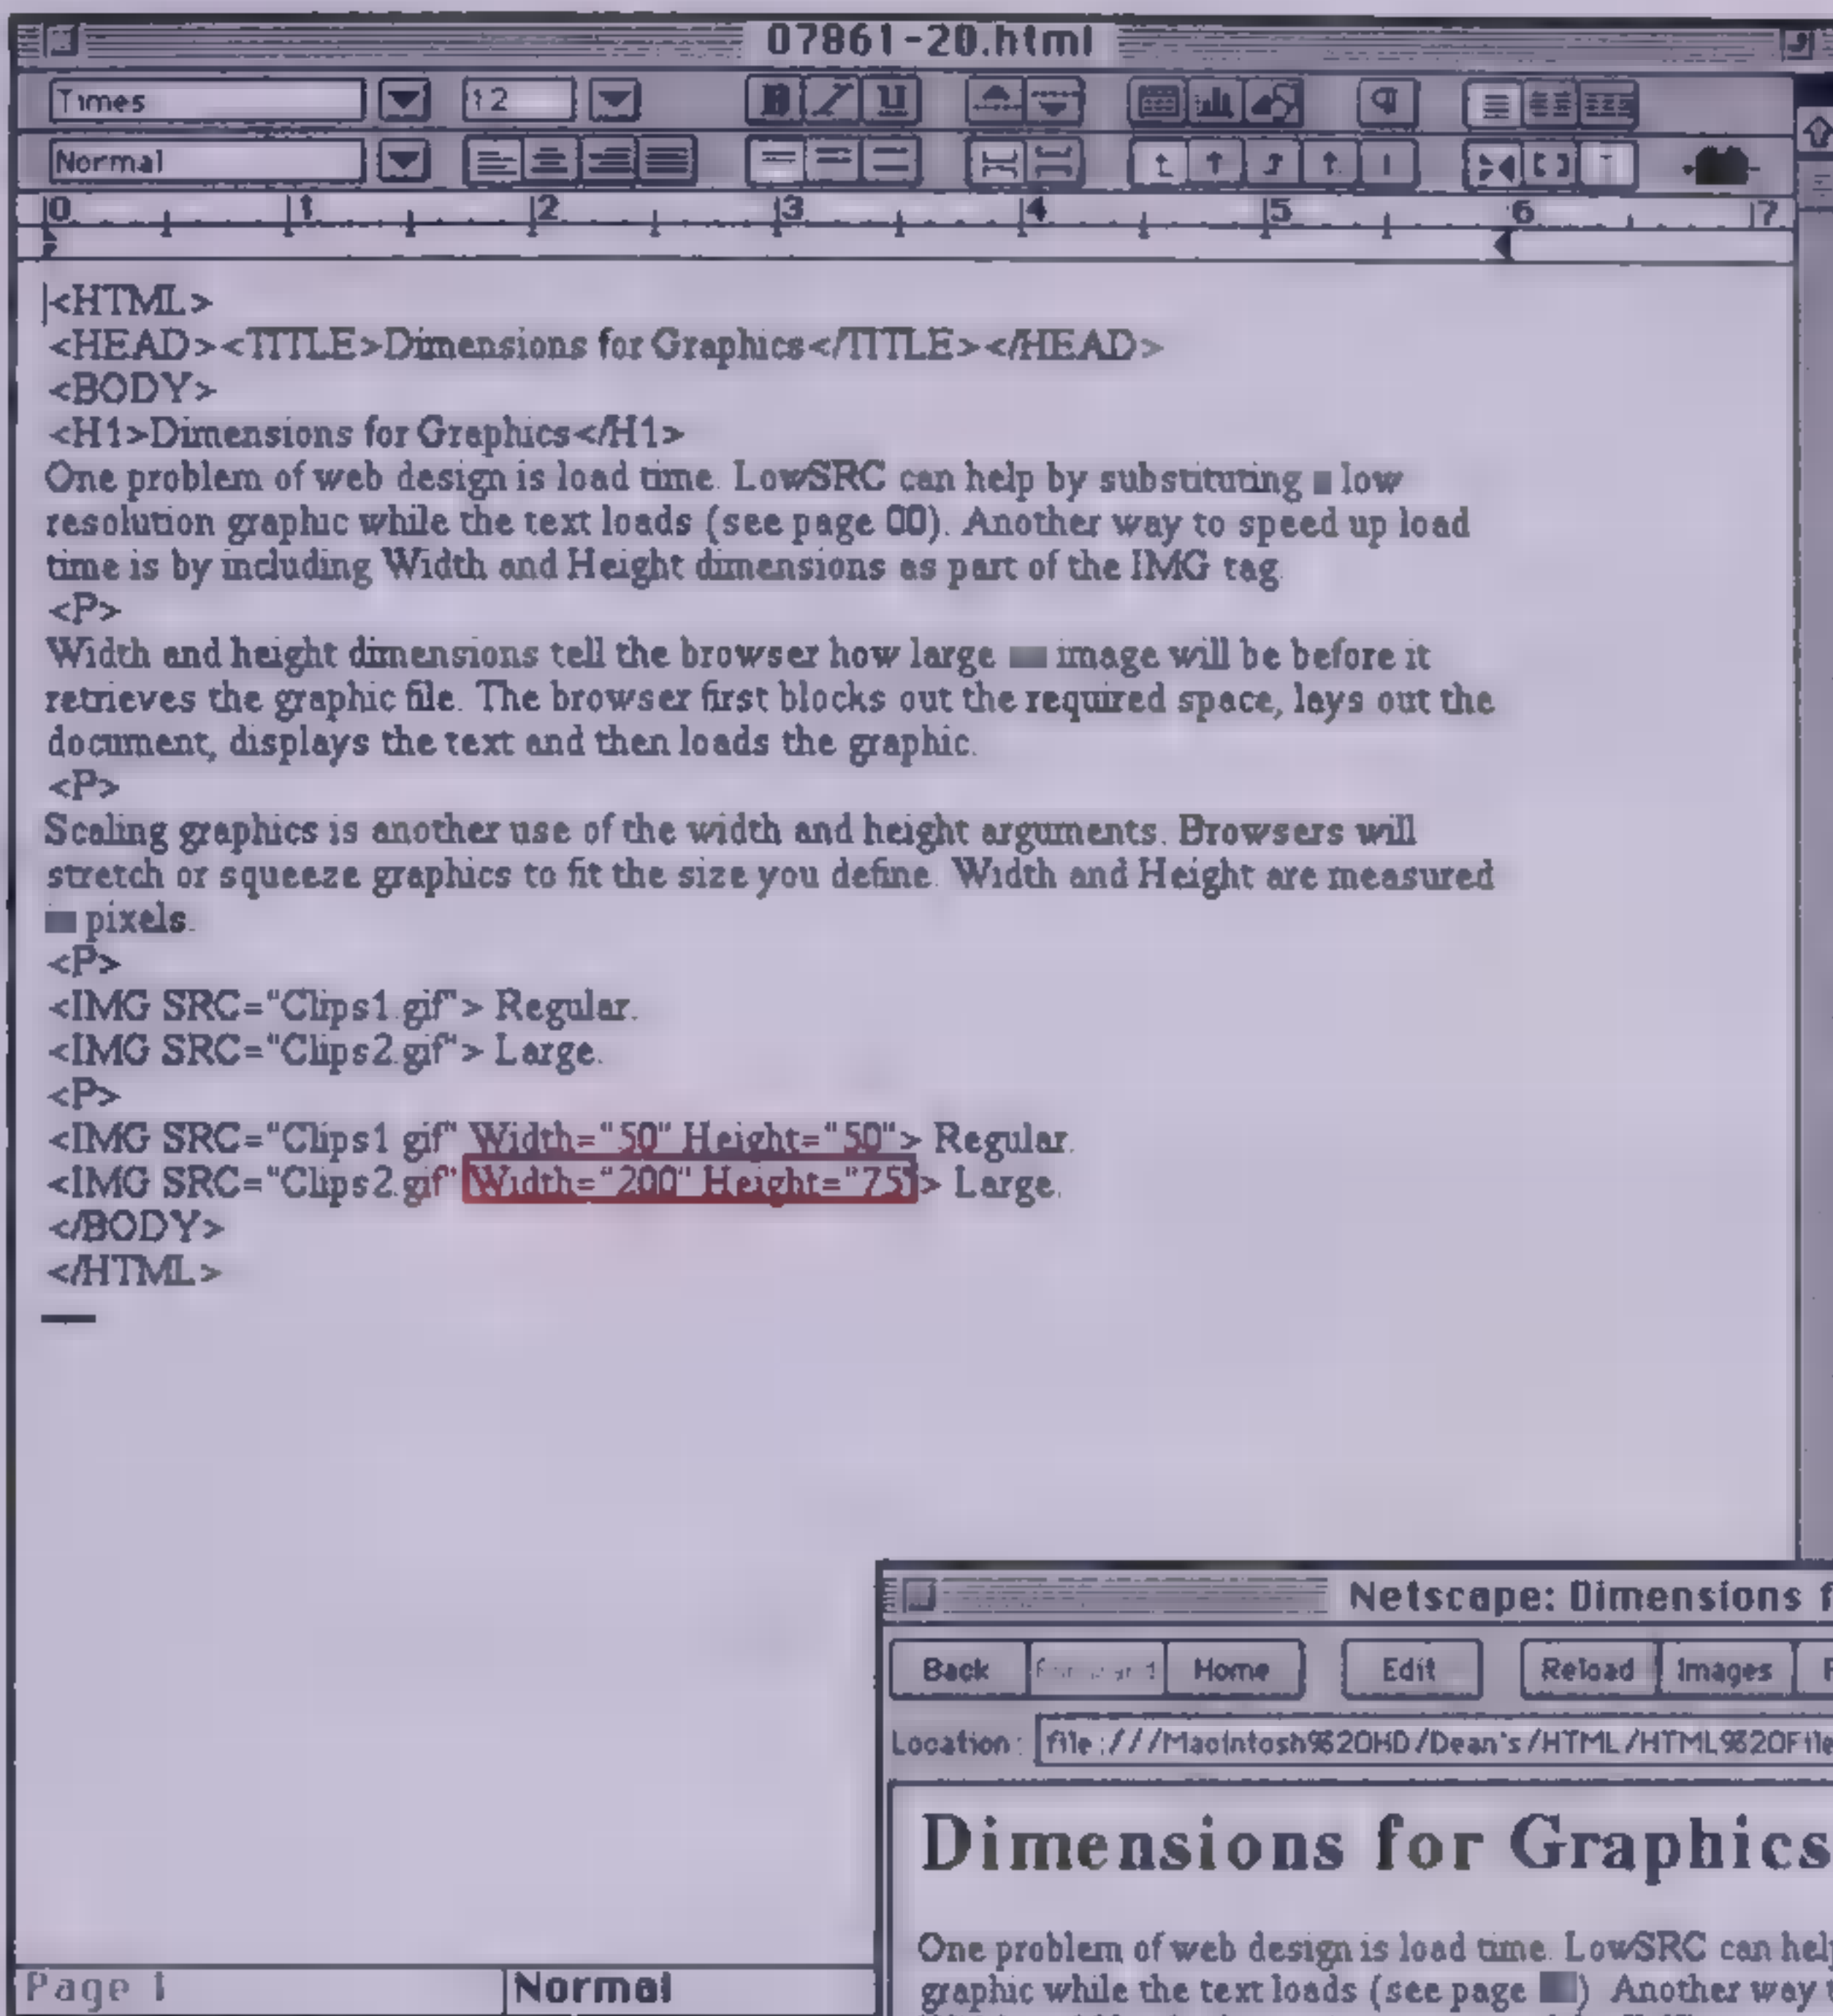 07861-20.html
Times 12 B I U
Normal
0 1 2 3 4 5 6 7
<HTML>
<HEAD><TITLE>Dimensions for Graphics</TITLE></HEAD>
<BODY>
<H1>Dimensions for Graphics</H1>
One problem of web design is load time. LowSRC can help by substituting low
resolution graphic while the text loads (see page 00). Another way to speed up load
time is by including Width and Height dimensions as part of the IMG tag.
<P>
Width and height dimensions tell the browser how large image will be before it
retrieves the graphic file. The browser first blocks out the required space, lays out the
document, displays the text and then loads the graphic.
<P>
Scaling graphics is another use of the width and height arguments. Browsers will
stretch or squeeze graphics to fit the size you define. Width and Height are measured
pixels.
<P>
<IMG SRC="Clips1.gif"> Regular.
<IMG SRC="Clips2.gif"> Large.
<P>
<IMG SRC="Clips1.gif" Width="50" Height="50"> Regular.
<IMG SRC="Clips2.gif" Width="200" Height="75"> Large.
</BODY>
</HTML>
Netscape: Dimensions f
Back Forward Home Edit Reload Images
Location: file:///Macintosh%20HD/Dean's/HTML/HTML%20File
Dimensions for Graphics
One problem of web design is load time. LowSRC can help
graphic while the text loads (see page ). Another way t
Page 1 Normal